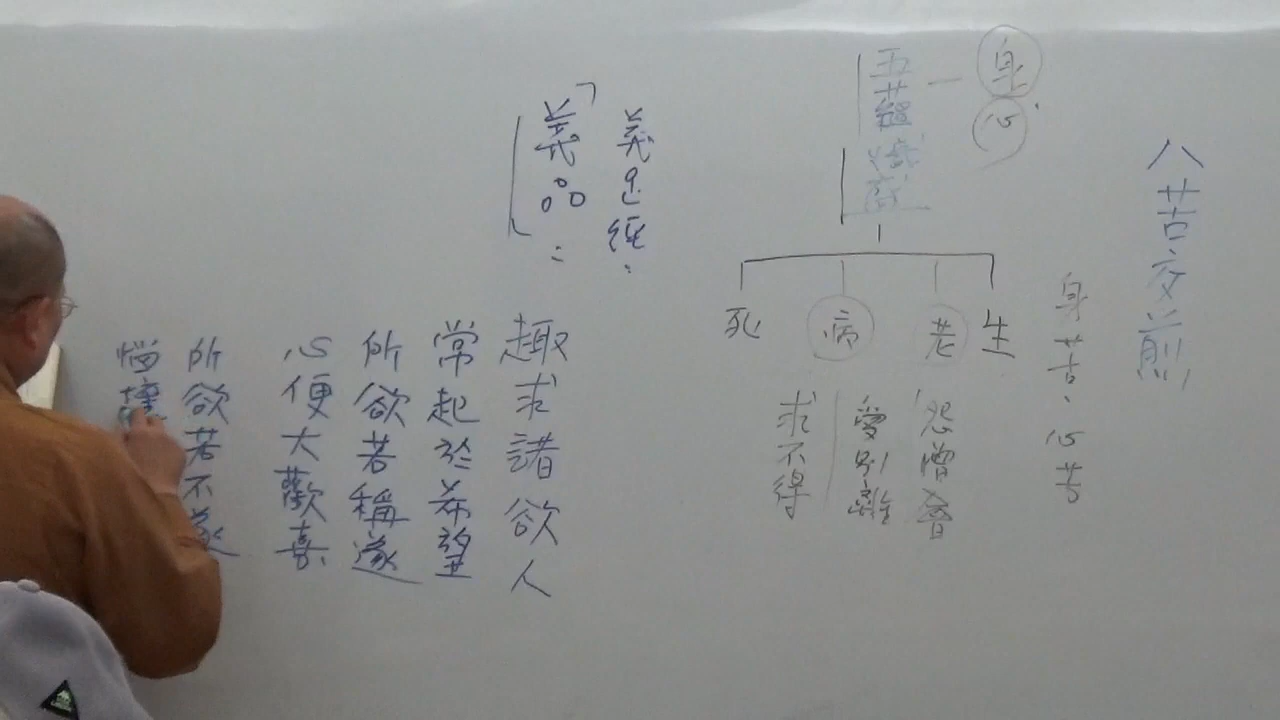 八苦交煎
身苦、心苦
身
心
五蘊熾盛
生
老
病
死
怨憎會
愛別離
求不得
義足經:
「義品:
趣求諸欲人
常起於希望
所欲若稱遂
心便大歡喜
所欲若不遂
惱壞